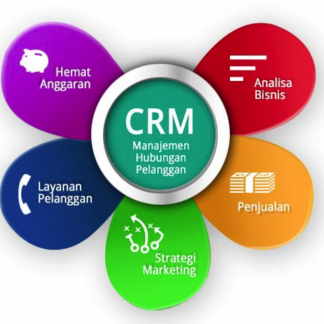 Hemat
Anggaran
Analisa
Bisnis
CRM
Manajemen
Hubungan
Pelanggan
Layanan
Pelanggan
Penjualan
Strategi
Marketing